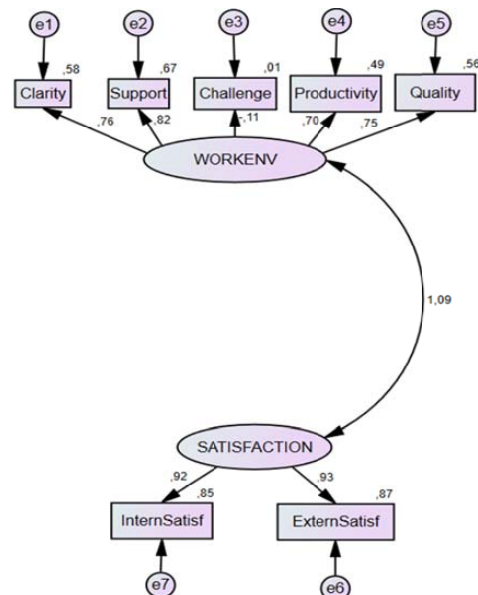 e1 e2 e3 e4 e5
,58 ,67 ,01 ,49 ,56
Clarity Support Challenge Productivity Quality
,76 ,82 -,11 ,70 ,75
WORKENV
1,09
SATISFACTION
,92 ,93
,85 ,87
InternSatisf ExternSatisf
e7 e6